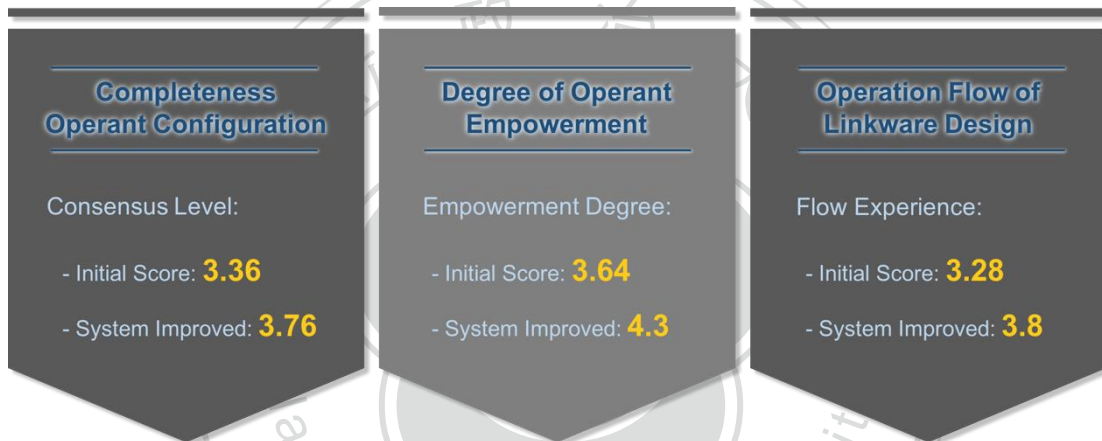 Completeness
Operant Configuration
Consensus Level:
- Initial Score: 3.36
- System Improved: 3.76
Degree of Operant
Empowerment
Empowerment Degree:
- Initial Score: 3.64
- System Improved: 4.3
Operation Flow of
Linkware Design
Flow Experience:
- Initial Score: 3.28
- System Improved: 3.8